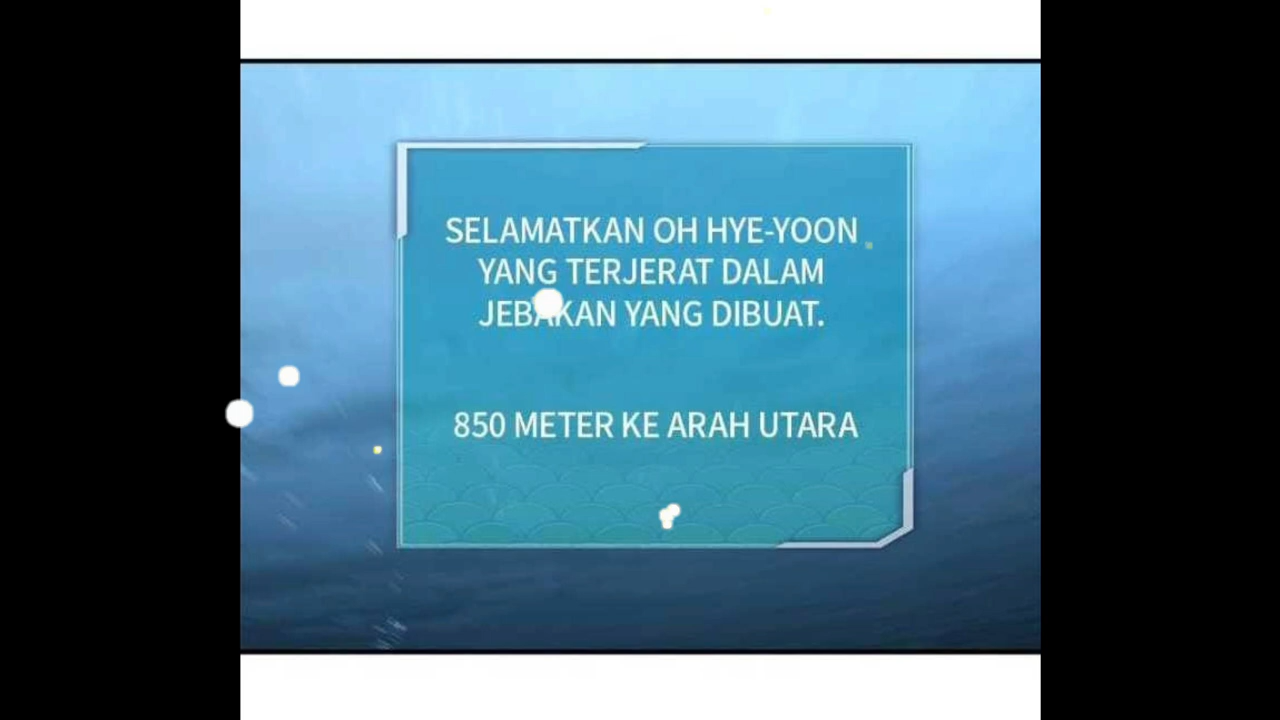 SELAMATKAN OH HYE-YOON
YANG TERJERAT DALAM
JEBAKAN YANG DIBUAT.
850 METER KE ARAH UTARA